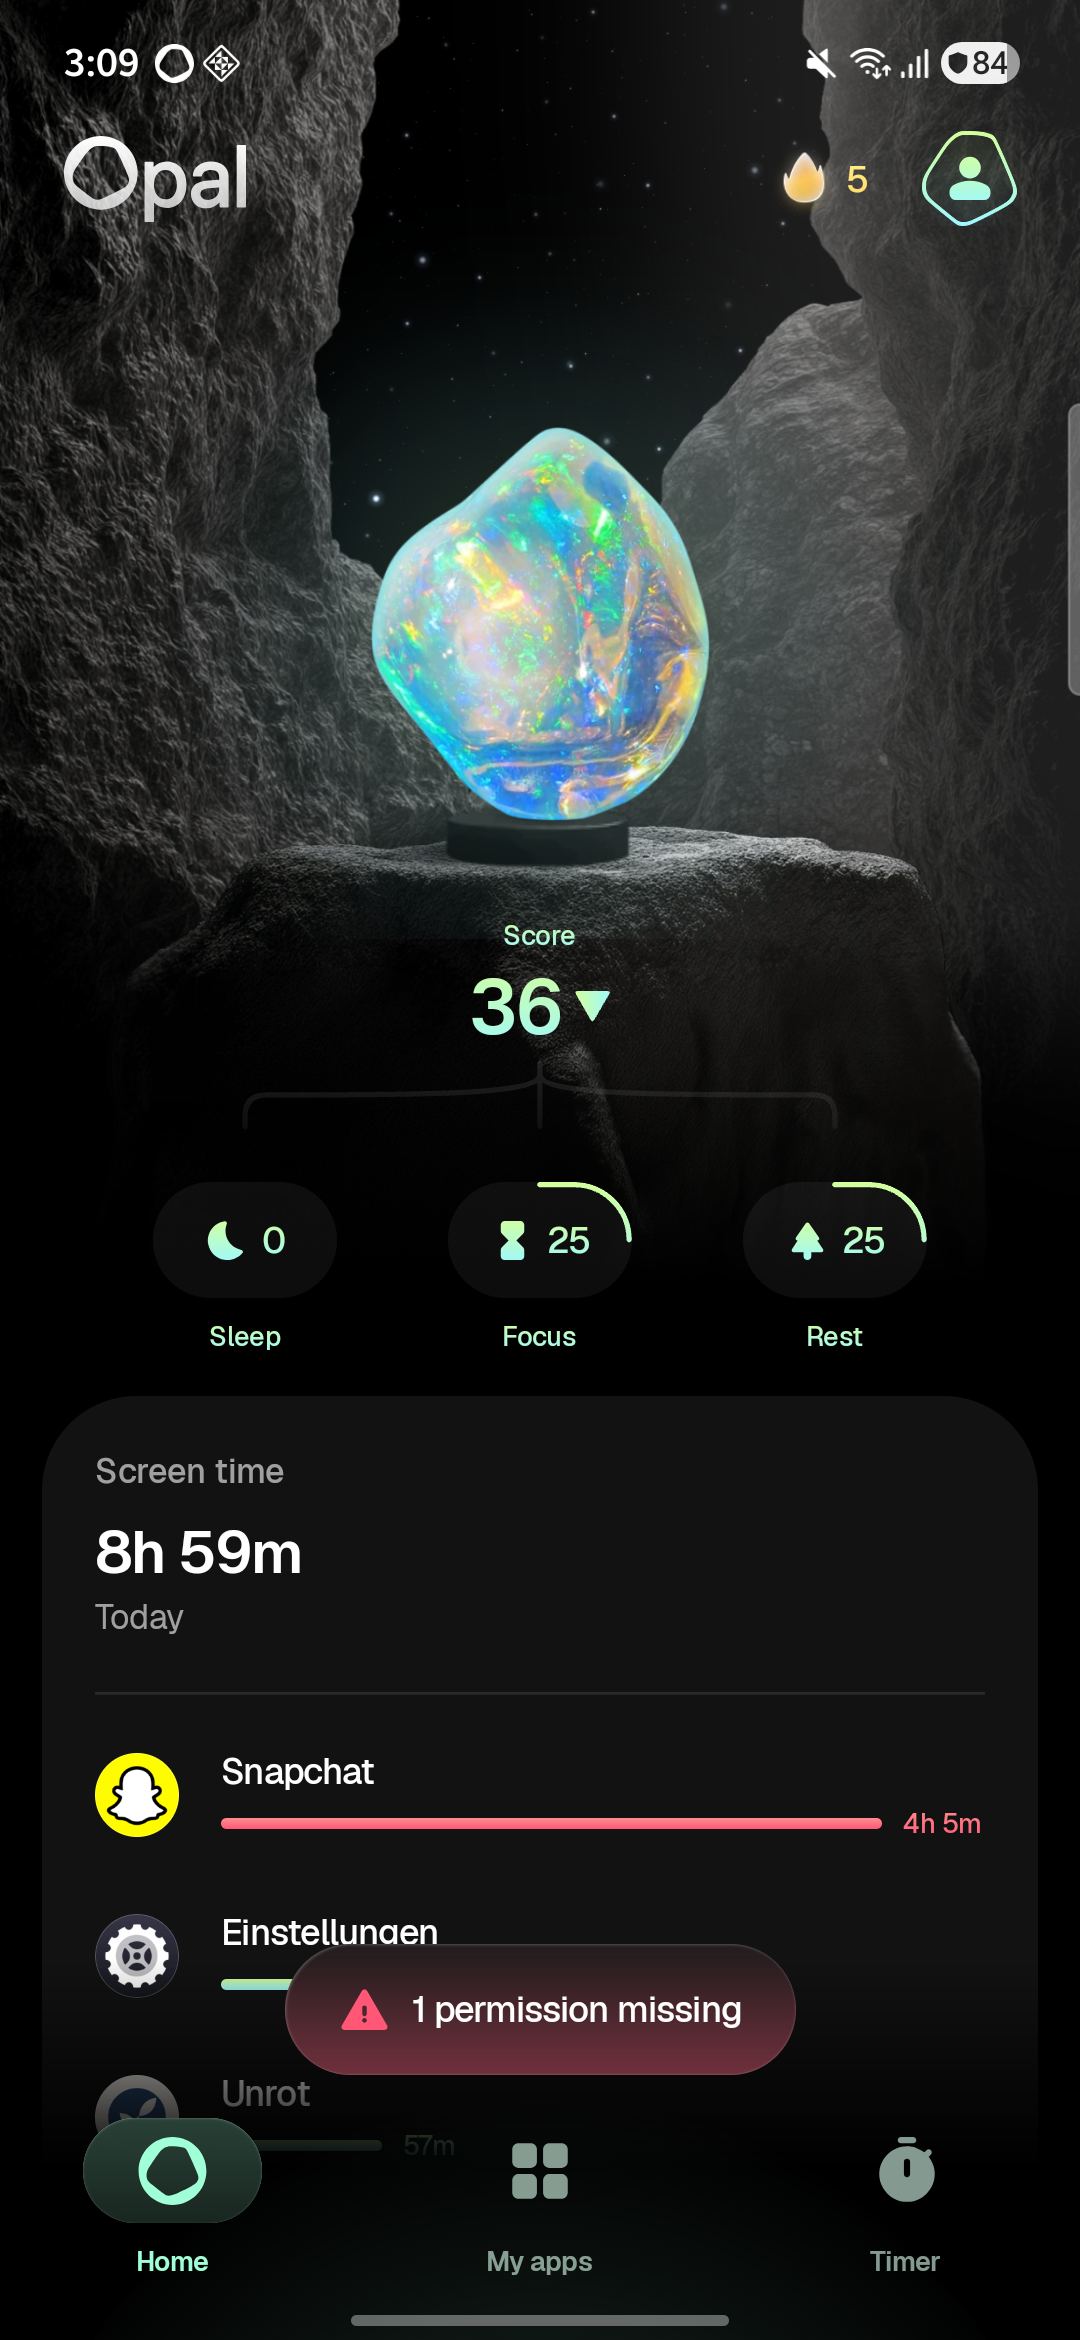 3:09
84
Opal
5
Score
36
0
25
25
Sleep
Focus
Rest
Screen time
8h 59m
Today
Snapchat
4h 5m
Einstellungen
1 permission missing
Unrot
57m
Home
My apps
Timer